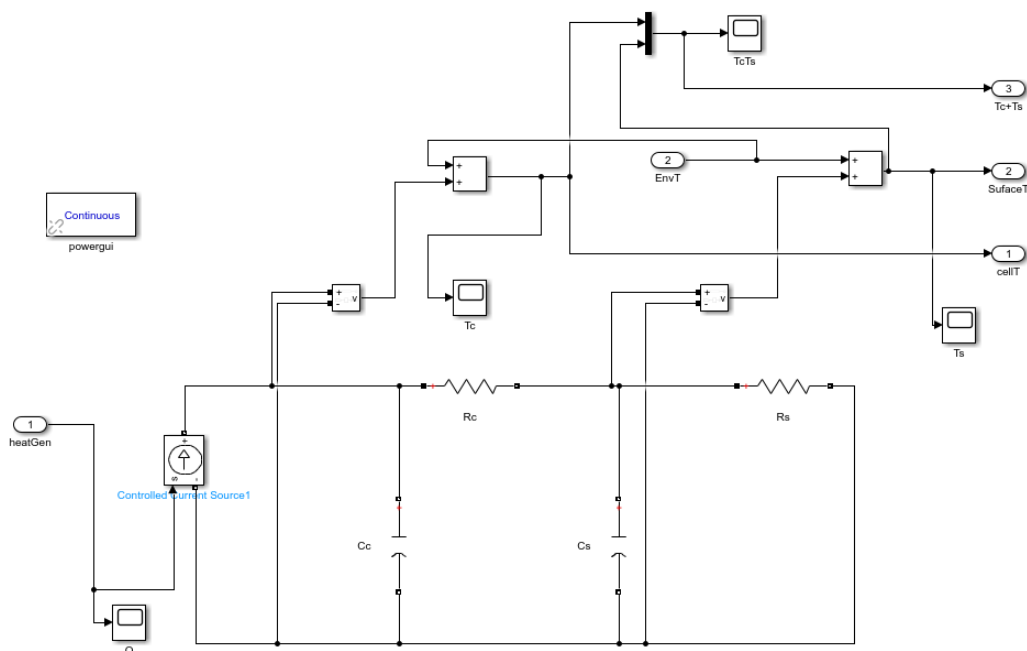 TcTs
3
Tc+Ts
+
+
2
EnvT
+
+
2
SufaceT
Continuous
powergui
1
cellT
+
-
v
Tc
+
-
v
Ts
Rc
Rs
1
heatGen
+
s
-
Controlled Current Source1
Cc
Cs